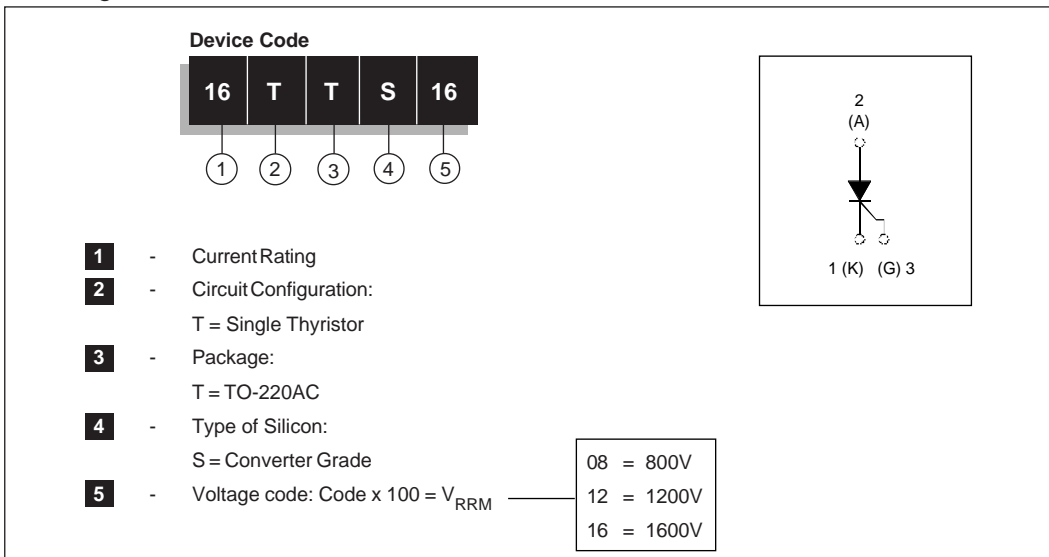 Device Code
16 T T S 16
1 2 3 4 5
2
(A)
1 (K) (G) 3
1 - Current Rating
2 - Circuit Configuration:
T = Single Thyristor
3 - Package:
T = TO-220AC
4 - Type of Silicon:
S = Converter Grade
5 - Voltage code: Code x 100 = VRRM
08 = 800V
12 = 1200V
16 = 1600V